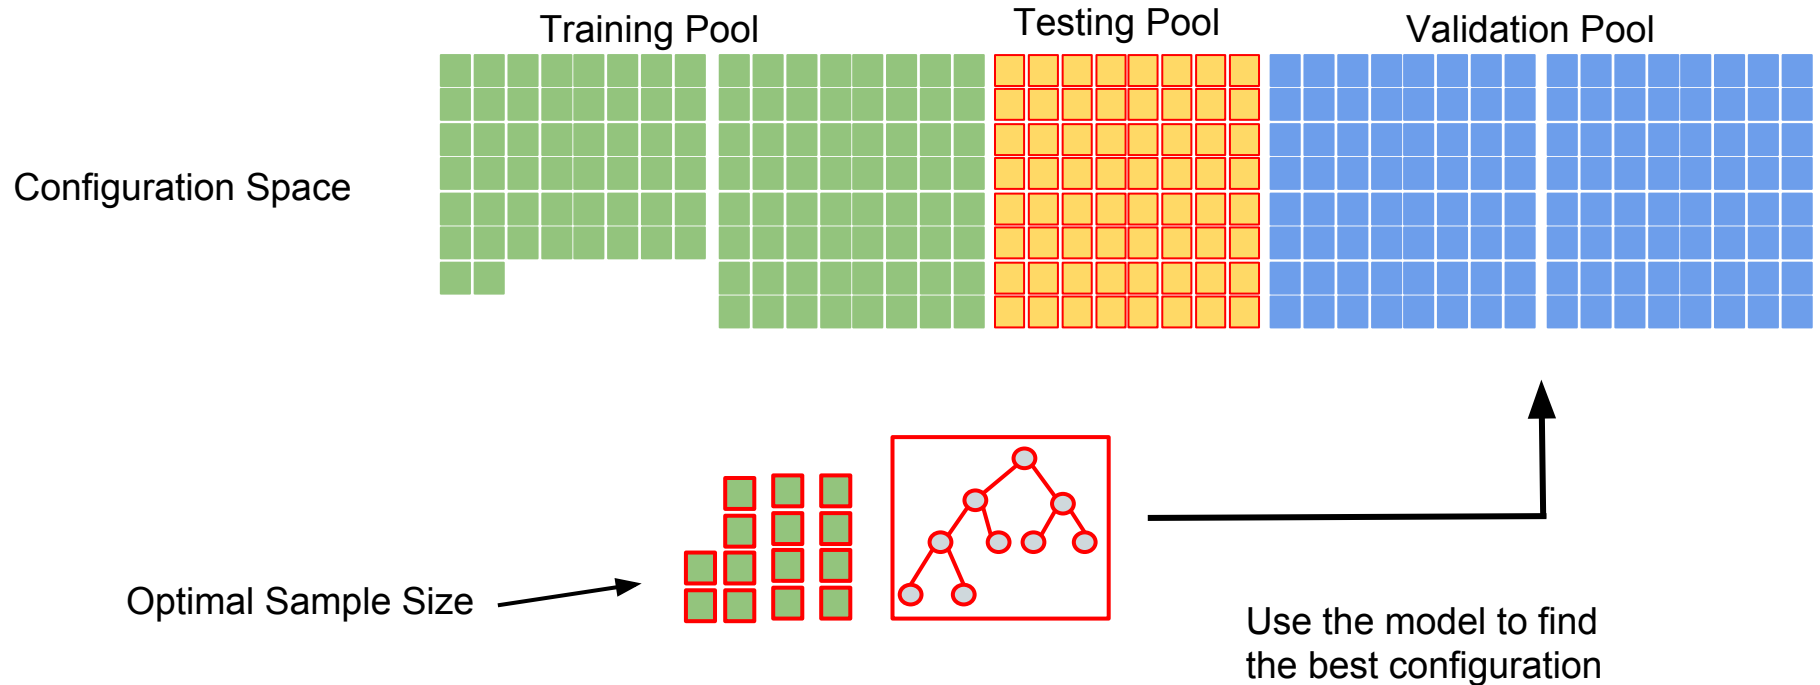 Training Pool
Testing Pool
Validation Pool
Configuration Space
Optimal Sample Size
Use the model to find
the best configuration